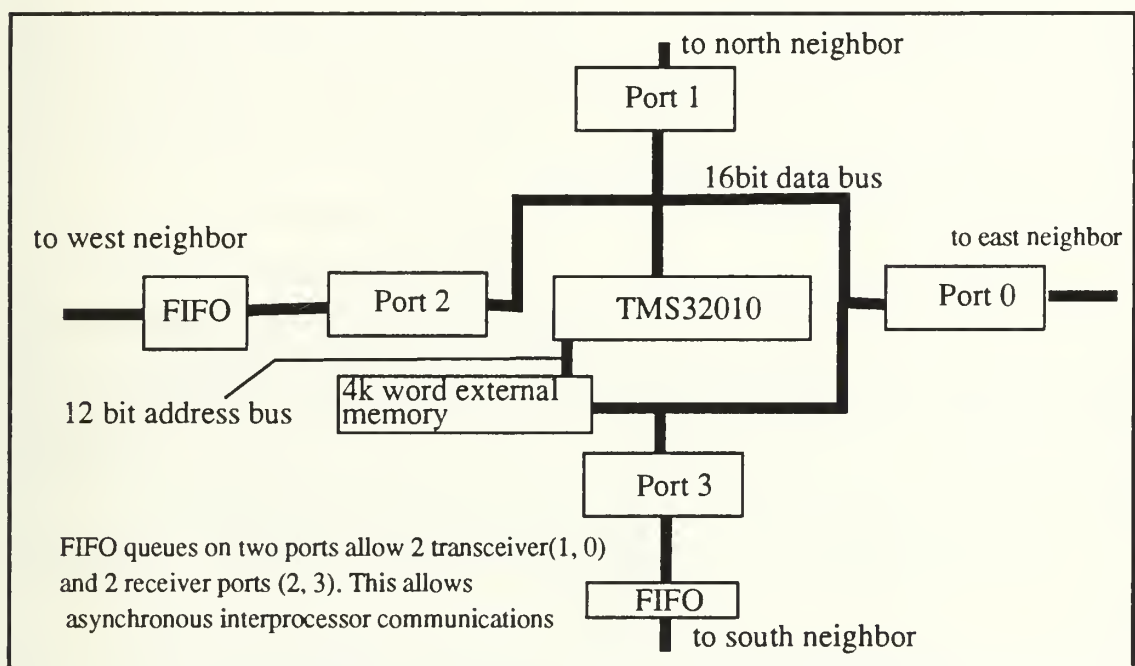 to north neighbor
Port 1
16bit data bus
to west neighbor
to east neighbor
FIFO
Port 2
TMS32010
Port 0
4k word external
memory
12 bit address bus
Port 3
FIFO queues on two ports allow 2 transceiver(1, 0)
and 2 receiver ports (2, 3). This allows
asynchronous interprocessor communications
FIFO
to south neighbor